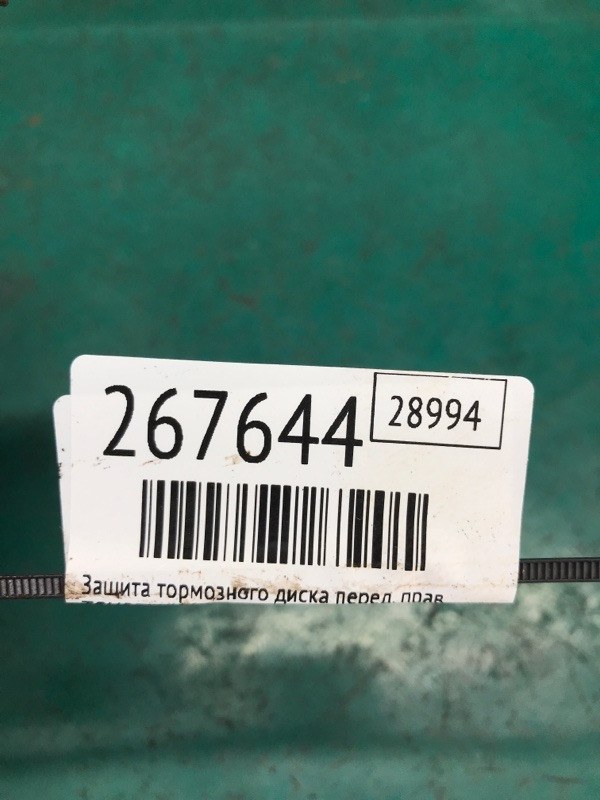 267644
28994
Защита тормозного диска перед. прав.